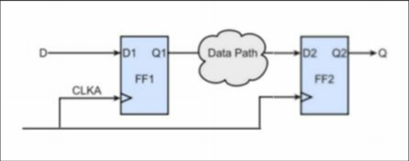 D D1 Q1 Data Path D2 Q2 Q
FF1 FF2
CLKA